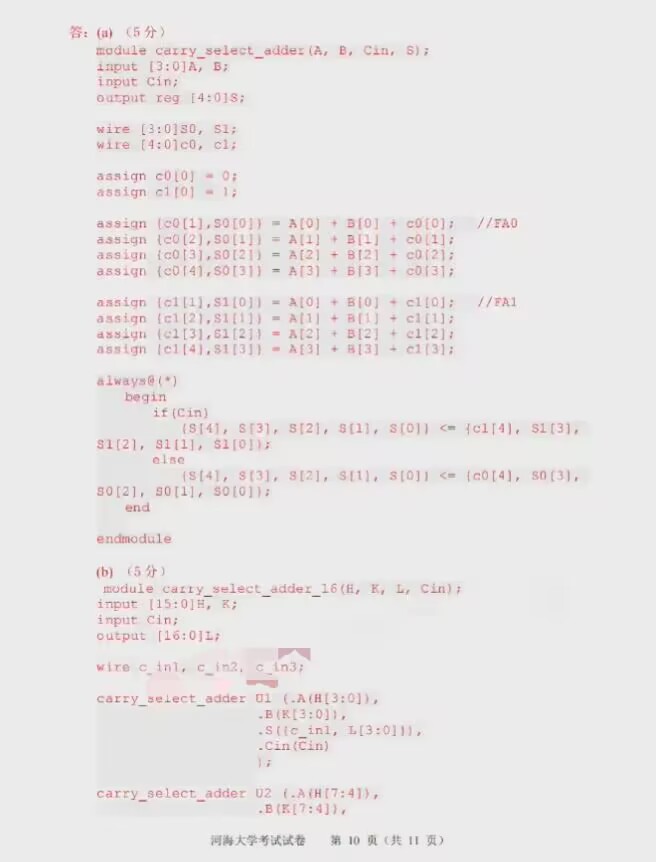 答：(a) （5 分）
module carry_select_adder(A, B, Cin, S);
input [3:0]A, B;
input Cin;
output reg [4:0]S;
wire [3:0]S0, S1;
wire [4:0]c0, c1;
assign c0[0] = 0;
assign c1[0] = 1;
assign {c0[1],S0[0]} = A[0] + B[0] + c0[0]; //FA0
assign {c0[2],S0[1]} = A[1] + B[1] + c0[1];
assign {c0[3],S0[2]} = A[2] + B[2] + c0[2];
assign {c0[4],S0[3]} = A[3] + B[3] + c0[3];
assign {c1[1],S1[0]} = A[0] + B[0] + c1[0]; //FA1
assign {c1[2],S1[1]} = A[1] + B[1] + c1[1];
assign {c1[3],S1[2]} = A[2] + B[2] + c1[2];
assign {c1[4],S1[3]} = A[3] + B[3] + c1[3];
always@(*)
begin
if(Cin)
{S[4], S[3], S[2], S[1], S[0]} <= {c1[4], S1[3],
S1[2], S1[1], S1[0]};
else
{S[4], S[3], S[2], S[1], S[0]} <= {c0[4], S0[3],
S0[2], S0[1], S0[0]};
end
endmodule
(b) （5 分）
module carry_select_adder_16(H, K, L, Cin);
input [15:0]H, K;
input Cin;
output [16:0]L;
wire c_in1, c_in2, c_in3;
carry_select_adder U1 (.A(H[3:0]),
.B(K[3:0]),
.S({c_in1, L[3:0]}),
.Cin(Cin)
);
carry_select_adder U2 (.A(H[7:4]),
.B(K[7:4]),
河海大学考试试卷 第 10 页（共 11 页）